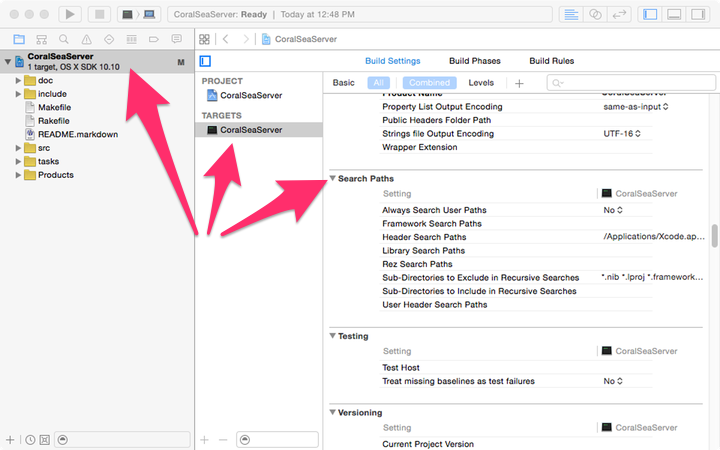 CoralSeaServer: Ready | Today at 12:48 PM
CoralSeaServer
1 target, OS X SDK 10.10
M
doc
include
Makefile
Rakefile
README.markdown
src
tasks
Products
CoralSeaServer
Build Settings Build Phases Build Rules
PROJECT
CoralSeaServer
TARGETS
CoralSeaServer
Basic All Combined Levels +
Product Name
Property List Output Encoding same-as-input
Public Headers Folder Path
Strings file Output Encoding UTF-16
Wrapper Extension
Search Paths
Setting CoralSeaServer
Always Search User Paths No
Framework Search Paths
Header Search Paths /Applications/Xcode.ap...
Library Search Paths
Rez Search Paths
Sub-Directories to Exclude in Recursive Searches *.nib *.lproj *.framework...
Sub-Directories to Include in Recursive Searches
User Header Search Paths
Testing
Setting CoralSeaServer
Test Host
Treat missing baselines as test failures No
Versioning
Setting CoralSeaServer
Current Project Version